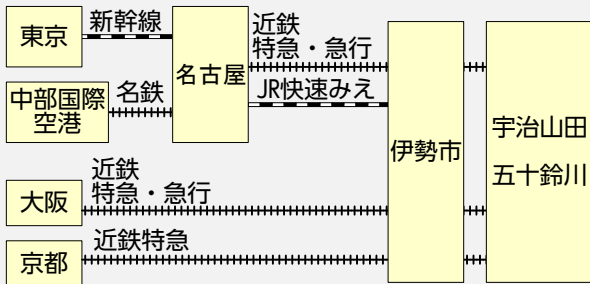 東京
新幹線
中部国際
空港
名鉄
名古屋
近鉄
特急・急行
JR快速みえ
大阪
近鉄
特急・急行
京都
近鉄特急
伊勢市
宇治山田
五十鈴川